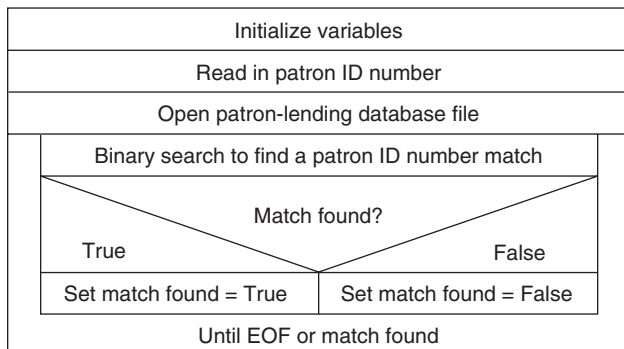 Initialize variables
Read in patron ID number
Open patron-lending database file
Binary search to find a patron ID number match
Match found?
True
False
Set match found = True
Set match found = False
Until EOF or match found